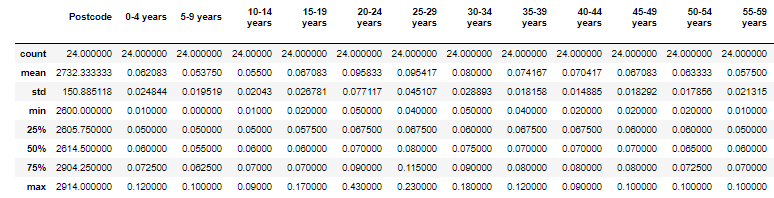 Postcode 0-4 years 5-9 years 10-14 years 15-19 years 20-24 years 25-29 years 30-34 years 35-39 years 40-44 years 45-49 years 50-54 years 55-59 years
count 24.000000 24.000000 24.000000 24.00000 24.000000 24.000000 24.000000 24.000000 24.000000 24.000000 24.000000 24.000000 24.000000
mean 2732.333333 0.062083 0.053750 0.05500 0.067083 0.095833 0.095417 0.080000 0.074167 0.070417 0.067083 0.063333 0.057500
std 150.885118 0.024844 0.019519 0.02043 0.026781 0.077117 0.045107 0.028893 0.018158 0.014885 0.018292 0.017856 0.021315
min 2600.000000 0.010000 0.000000 0.01000 0.020000 0.050000 0.040000 0.050000 0.040000 0.020000 0.020000 0.020000 0.010000
25% 2605.750000 0.050000 0.050000 0.05000 0.057500 0.067500 0.067500 0.060000 0.067500 0.067500 0.060000 0.060000 0.050000
50% 2614.500000 0.060000 0.055000 0.06000 0.060000 0.070000 0.080000 0.075000 0.070000 0.070000 0.070000 0.065000 0.060000
75% 2904.250000 0.072500 0.062500 0.07000 0.070000 0.090000 0.115000 0.090000 0.080000 0.080000 0.080000 0.072500 0.070000
max 2914.000000 0.120000 0.100000 0.09000 0.170000 0.430000 0.230000 0.180000 0.120000 0.090000 0.100000 0.100000 0.100000